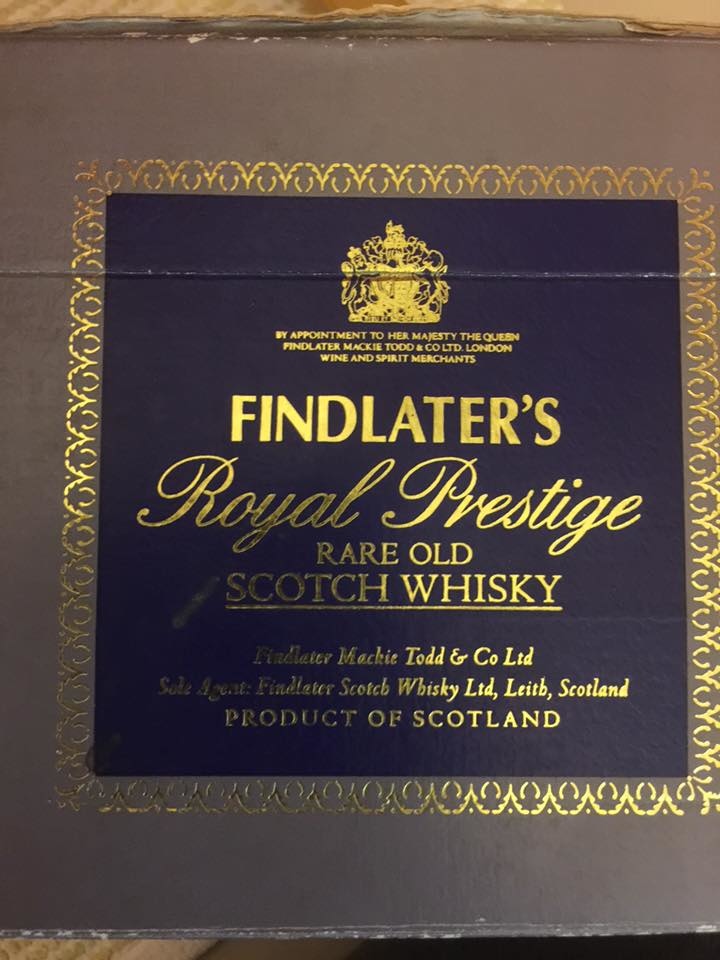 BY APPOINTMENT TO HER MAJESTY THE QUEEN
FINDLATER MACKIE TODD & CO LTD. LONDON
WINE AND SPIRIT MERCHANTS
FINDLATER'S
Royal Prestige
RARE OLD
SCOTCH WHISKY
Findlater Mackie Todd & Co Ltd
Sole Agent: Findlater Scotch Whisky Ltd, Leith, Scotland
PRODUCT OF SCOTLAND